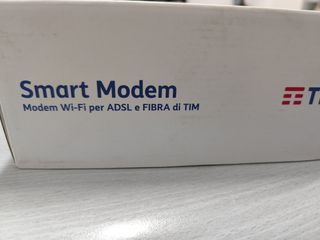 Smart Modem
Modem Wi-Fi per ADSL e FIBRA di TIM